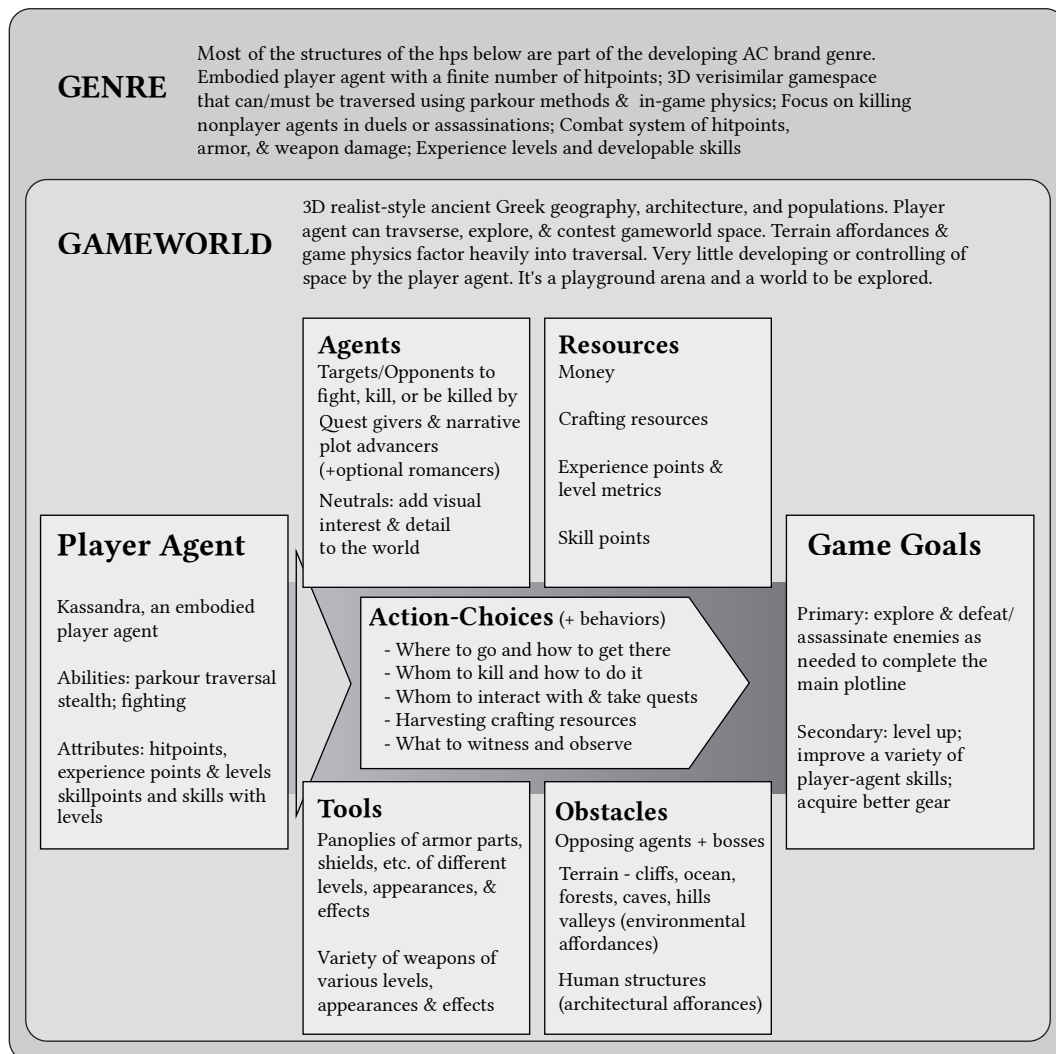 GENRE
Most of the structures of the hps below are part of the developing AC brand genre.
Embodied player agent with a finite number of hitpoints; 3D verisimilar gamespace
that can/must be traversed using parkour methods & in-game physics; Focus on killing
nonplayer agents in duels or assassinations; Combat system of hitpoints,
armor, & weapon damage; Experience levels and developable skills
GAMEWORLD
3D realist-style ancient Greek geography, architecture, and populations. Player
agent can travserse, explore, & contest gameworld space. Terrain affordances &
game physics factor heavily into traversal. Very little developing or controlling of
space by the player agent. It's a playground arena and a world to be explored.
Agents
Targets/Opponents to
fight, kill, or be killed by
Quest givers & narrative
plot advancers
(+optional romancers)
Neutrals: add visual
interest & detail
to the world
Resources
Money
Crafting resources
Experience points &
level metrics
Skill points
Player Agent
Kassandra, an embodied
player agent
Abilities: parkour traversal
stealth; fighting
Attributes: hitpoints,
experience points & levels
skillpoints and skills with
levels
Action-Choices (+ behaviors)
- Where to go and how to get there
- Whom to kill and how to do it
- Whom to interact with & take quests
- Harvesting crafting resources
- What to witness and observe
Game Goals
Primary: explore & defeat/
assassinate enemies as
needed to complete the
main plotline
Secondary: level up;
improve a variety of
player-agent skills;
acquire better gear
Tools
Panoplies of armor parts,
shields, etc. of different
levels, appearances, &
effects
Variety of weapons of
various levels,
appearances & effects
Obstacles
Opposing agents + bosses
Terrain - cliffs, ocean,
forests, caves, hills
valleys (environmental
affordances)
Human structures
(architectural afforances)